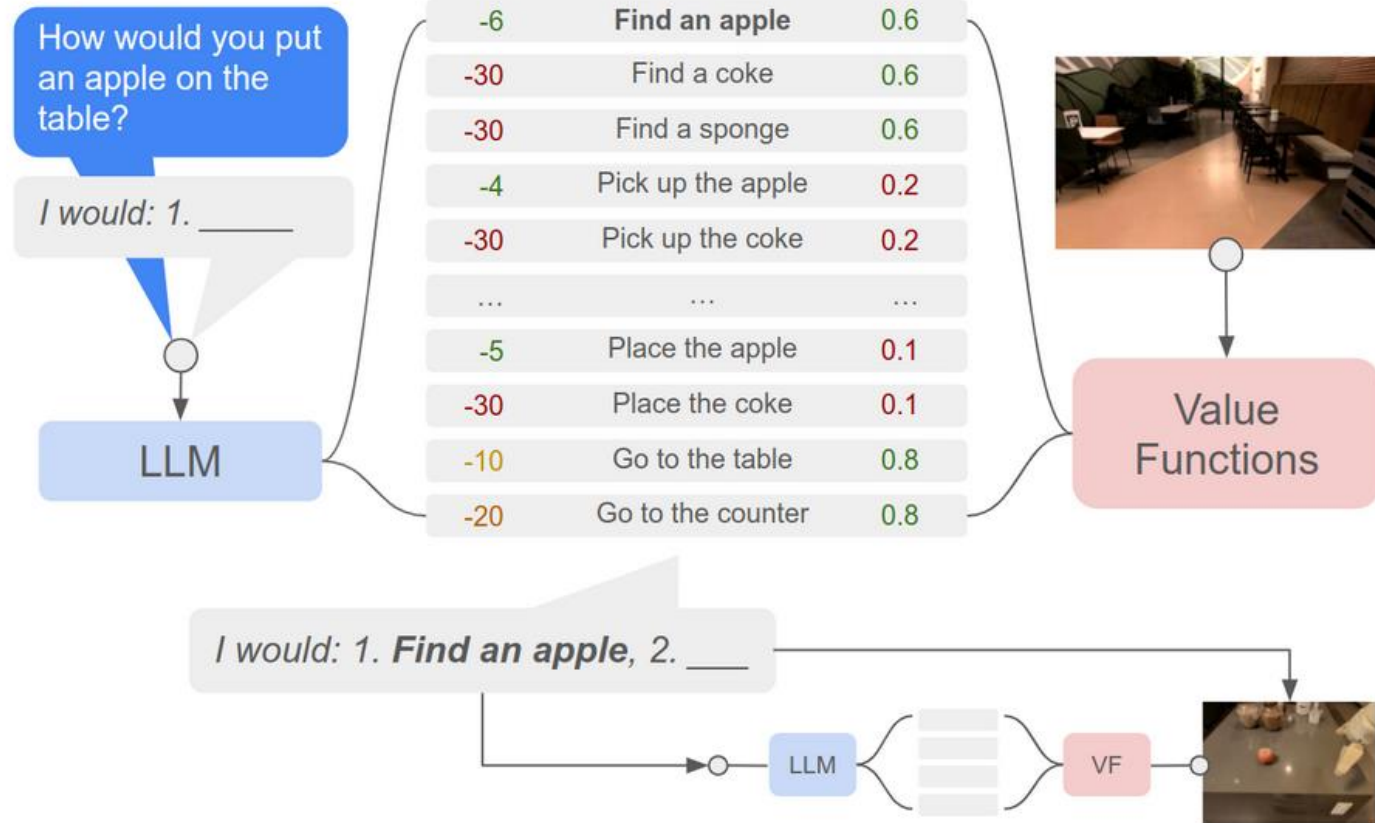 How would you put
an apple on the
table?
I would: 1. _____
LLM
-6 Find an apple 0.6
-30 Find a coke 0.6
-30 Find a sponge 0.6
-4 Pick up the apple 0.2
-30 Pick up the coke 0.2
... ... ...
-5 Place the apple 0.1
-30 Place the coke 0.1
-10 Go to the table 0.8
-20 Go to the counter 0.8
Value
Functions
I would: 1. Find an apple, 2. ___
LLM
VF